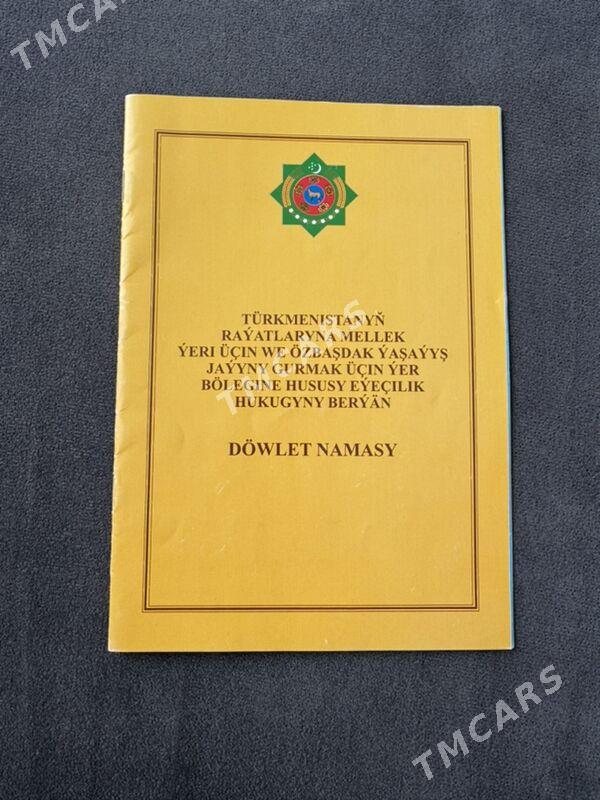 TMCARS
TÜRKMENISTANYŇ
RAÝATLARYNA MELLEK
ÝERI ÜÇIN WE ÖZBAŞDAK ÝAŞAÝYŞ
JAÝYNY GURMAK ÜÇIN ÝER
BÖLEGINE HUSUSY EÝEÇILIK
HUKUGYNY BERÝÄN
TMCARS
DÖWLET NAMASY
TMCARS